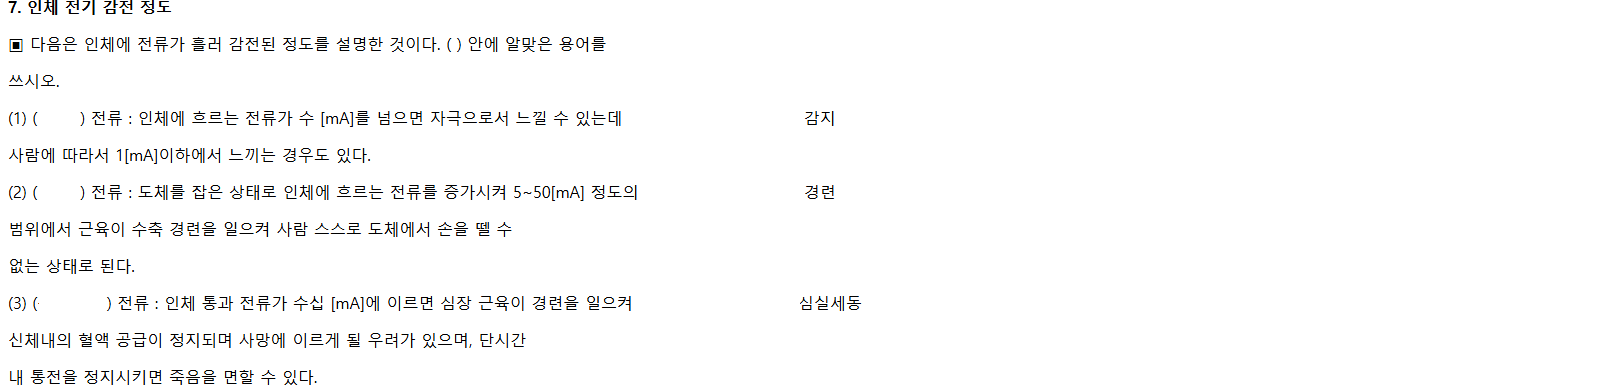 7. 인체 전기 감전 정도
▣ 다음은 인체에 전류가 흘러 감전된 정도를 설명한 것이다. ( ) 안에 알맞은 용어를
쓰시오.
(1) ( ) 전류 : 인체에 흐르는 전류가 수 [mA]를 넘으면 자극으로서 느낄 수 있는데 감지
사람에 따라서 1[mA]이하에서 느끼는 경우도 있다.
(2) ( ) 전류 : 도체를 잡은 상태로 인체에 흐르는 전류를 증가시켜 5~50[mA] 정도의 경련
범위에서 근육이 수축 경련을 일으켜 사람 스스로 도체에서 손을 뗄 수
없는 상태로 된다.
(3) ( ) 전류 : 인체 통과 전류가 수십 [mA]에 이르면 심장 근육이 경련을 일으켜 심실세동
신체내의 혈액 공급이 정지되며 사망에 이르게 될 우려가 있으며, 단시간
내 통전을 정지시키면 죽음을 면할 수 있다.